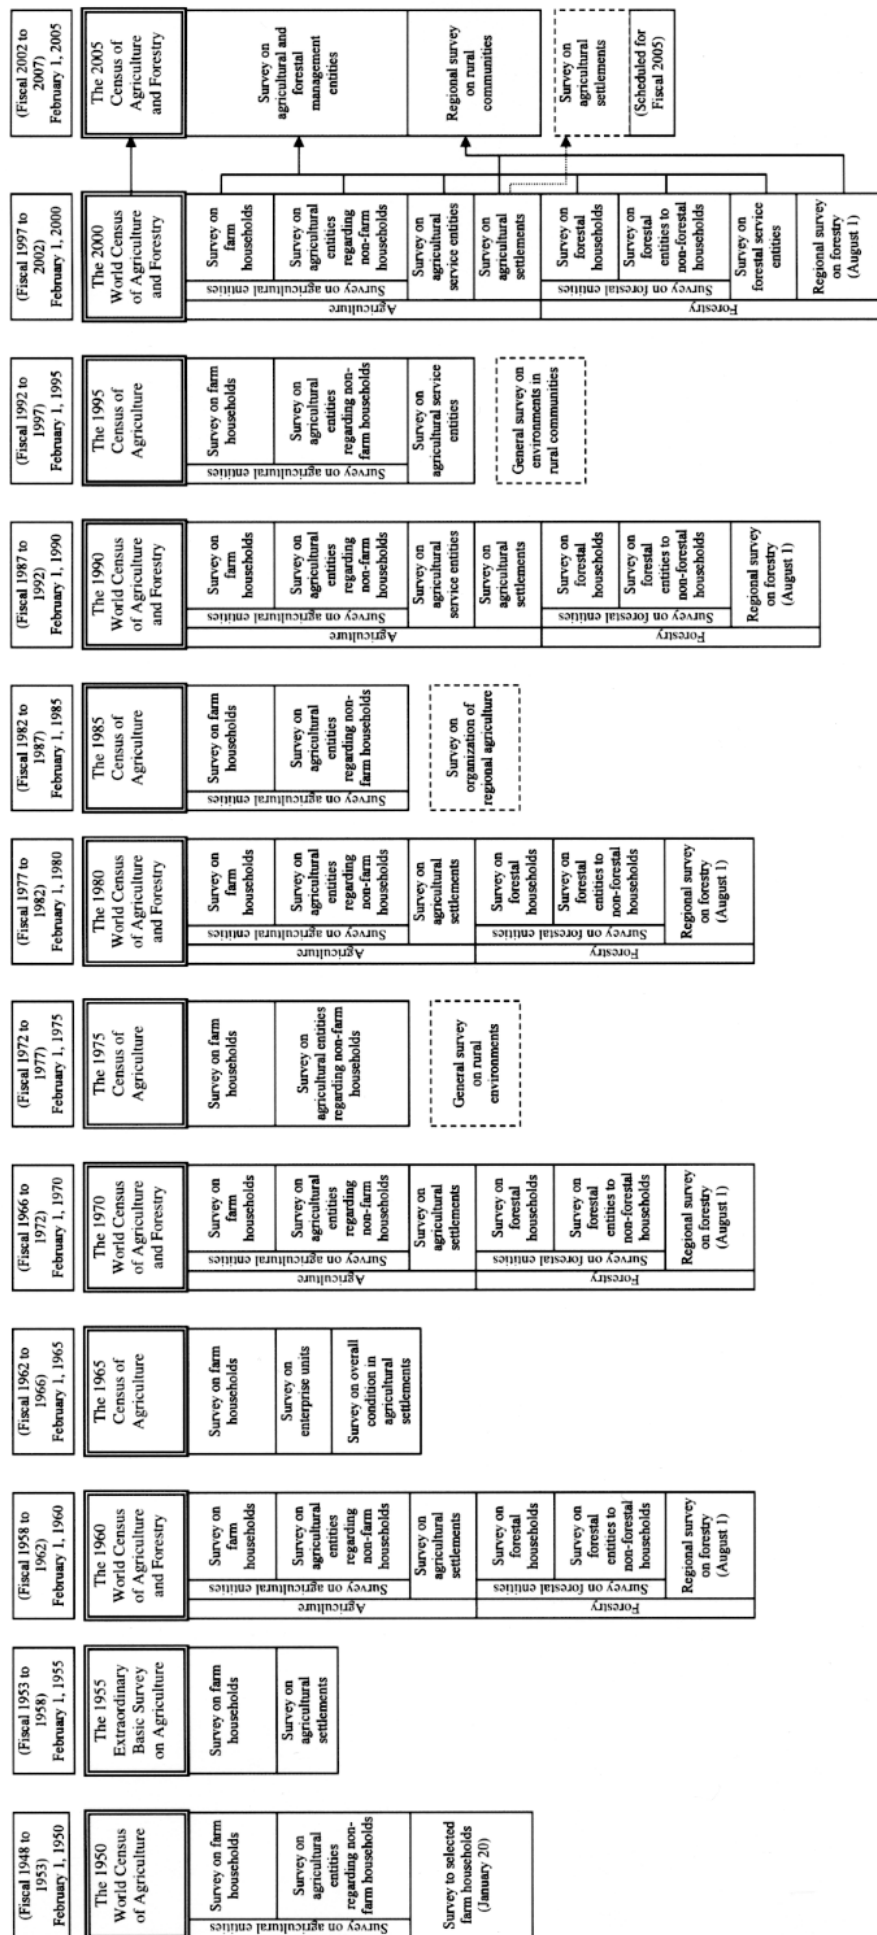 (Fiscal 1948 to
1953)
February 1, 1950
The 1950
World Census
of Agriculture
Survey on agricultural entities
Survey on farm
households
Survey on
agricultural
entities
regarding non-
farm households
Survey to selected
farm households
(January 20)
(Fiscal 1953 to
1958)
February 1, 1955
The 1955
Extraordinary
Basic Survey
on Agriculture
Survey on farm
households
Survey on
agricultural
settlements
(Fiscal 1958 to
1962)
February 1, 1960
The 1960
World Census
of Agriculture
and Forestry
Agriculture
Survey on agricultural entities
Survey on
farm
households
Survey on
agricultural
entities
regarding
non-farm
households
Survey on
agricultural
settlements
Forestry
Survey on forestal entities
Survey on
forestal
households
Survey on
forestal
entities to
non-forestal
households
Regional survey
on forestry
(August 1)
(Fiscal 1962 to
1966)
February 1, 1965
The 1965
Census of
Agriculture
Survey on farm
households
Survey on
enterprise units
Survey on overall
condition in
agricultural
settlements
(Fiscal 1966 to
1972)
February 1, 1970
The 1970
World Census
of Agriculture
and Forestry
Agriculture
Survey on agricultural entities
Survey on
farm
households
Survey on
agricultural
entities
regarding
non-farm
households
Survey on
agricultural
settlements
Forestry
Survey on forestal entities
Survey on
forestal
households
Survey on
forestal
entities to
non-forestal
households
Regional survey
on forestry
(August 1)
(Fiscal 1972 to
1977)
February 1, 1975
The 1975
Census of
Agriculture
Survey on farm
households
Survey on
agricultural entities
regarding non-farm
households
General survey
on rural
environments
(Fiscal 1977 to
1982)
February 1, 1980
The 1980
World Census
of Agriculture
and Forestry
Agriculture
Survey on agricultural entities
Survey on
farm
households
Survey on
agricultural
entities
regarding
non-farm
households
Survey on
agricultural
settlements
Forestry
Survey on forestal entities
Survey on
forestal
households
Survey on
forestal
entities to
non-forestal
households
Regional survey
on forestry
(August 1)
(Fiscal 1982 to
1987)
February 1, 1985
The 1985
Census of
Agriculture
Survey on agricultural entities
Survey on farm
households
Survey on
agricultural
entities
regarding non-
farm households
Survey on
organization of
regional agriculture
(Fiscal 1987 to
1992)
February 1, 1990
The 1990
World Census
of Agriculture
and Forestry
Agriculture
Survey on agricultural entities
Survey on
farm
households
Survey on
agricultural
entities
regarding
non-farm
households
Survey on
agricultural
service entities
Survey on
agricultural
settlements
Forestry
Survey on forestal entities
Survey on
forestal
households
Survey on
forestal
entities to
non-forestal
households
Regional survey
on forestry
(August 1)
(Fiscal 1992 to
1997)
February 1, 1995
The 1995
Census of
Agriculture
Survey on agricultural entities
Survey on farm
households
Survey on
agricultural
entities
regarding non-
farm households
Survey on
agricultural service
entities
General survey on
environments in
rural communities
(Fiscal 1997 to
2002)
February 1, 2000
The 2000
World Census
of Agriculture
and Forestry
Agriculture
Survey on agricultural entities
Survey on
farm
households
Survey on
agricultural
entities
regarding
non-farm
households
Survey on
agricultural
service entities
Survey on
agricultural
settlements
Forestry
Survey on forestal entities
Survey on
forestal
households
Survey on
forestal
entities to
non-forestal
households
Survey on
forestal service
entities
Regional survey
on forestry
(August 1)
(Fiscal 2002 to
2007)
February 1, 2005
The 2005
Census of
Agriculture
and Forestry
Survey on
agricultural and
forestal
management
entities
Regional survey
on rural
communities
Survey on
agricultural
settlements
(Scheduled for
Fiscal 2005)